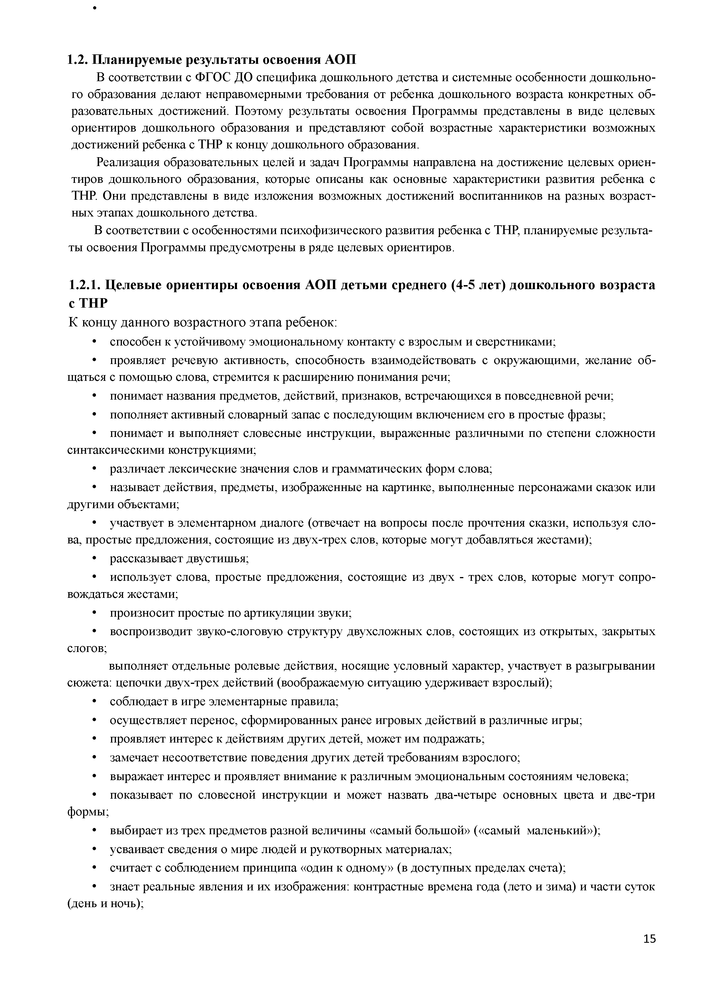 •
1.2. Планируемые результаты освоения АОП
В соответствии с ФГОС ДО специфика дошкольного детства и системные особенности дошкольно-
го образования делают неправомерными требования от ребенка дошкольного возраста конкретных об-
разовательных достижений. Поэтому результаты освоения Программы представлены в виде целевых
ориентиров дошкольного образования и представляют собой возрастные характеристики возможных
достижений ребенка с ТНР к концу дошкольного образования.
Реализация образовательных целей и задач Программы направлена на достижение целевых ориен-
тиров дошкольного образования, которые описаны как основные характеристики развития ребенка с
ТНР. Они представлены в виде изложения возможных достижений воспитанников на разных возраст-
ных этапах дошкольного детства.
В соответствии с особенностями психофизического развития ребенка с ТНР, планируемые результа-
ты освоения Программы предусмотрены в ряде целевых ориентиров.
1.2.1. Целевые ориентиры освоения АОП детьми среднего (4-5 лет) дошкольного возраста
с ТНР
К концу данного возрастного этапа ребенок:
• способен к устойчивому эмоциональному контакту с взрослым и сверстниками;
• проявляет речевую активность, способность взаимодействовать с окружающими, желание об-
щаться с помощью слова, стремится к расширению понимания речи;
• понимает названия предметов, действий, признаков, встречающихся в повседневной речи;
• пополняет активный словарный запас с последующим включением его в простые фразы;
• понимает и выполняет словесные инструкции, выраженные различными по степени сложности
синтаксическими конструкциями;
• различает лексические значения слов и грамматических форм слова;
• называет действия, предметы, изображенные на картинке, выполненные персонажами сказок или
другими объектами;
• участвует в элементарном диалоге (отвечает на вопросы после прочтения сказки, используя сло-
ва, простые предложения, состоящие из двух-трех слов, которые могут добавляться жестами);
• рассказывает двустишья;
• использует слова, простые предложения, состоящие из двух - трех слов, которые могут сопро-
вождаться жестами;
• произносит простые по артикуляции звуки;
• воспроизводит звуко-слоговую структуру двухсложных слов, состоящих из открытых, закрытых
слогов;
выполняет отдельные ролевые действия, носящие условный характер, участвует в разыгрывании
сюжета: цепочки двух-трех действий (воображаемую ситуацию удерживает взрослый);
• соблюдает в игре элементарные правила;
• осуществляет перенос, сформированных ранее игровых действий в различные игры;
• проявляет интерес к действиям других детей, может им подражать;
• замечает несоответствие поведения других детей требованиям взрослого;
• выражает интерес и проявляет внимание к различным эмоциональным состояниям человека;
• показывает по словесной инструкции и может назвать два-четыре основных цвета и две-три
формы;
• выбирает из трех предметов разной величины «самый большой» («самый  маленький»);
• усваивает сведения о мире людей и рукотворных материалах;
• считает с соблюдением принципа «один к одному» (в доступных пределах счета);
• знает реальные явления и их изображения: контрастные времена года (лето и зима) и части суток
(день и ночь);
15